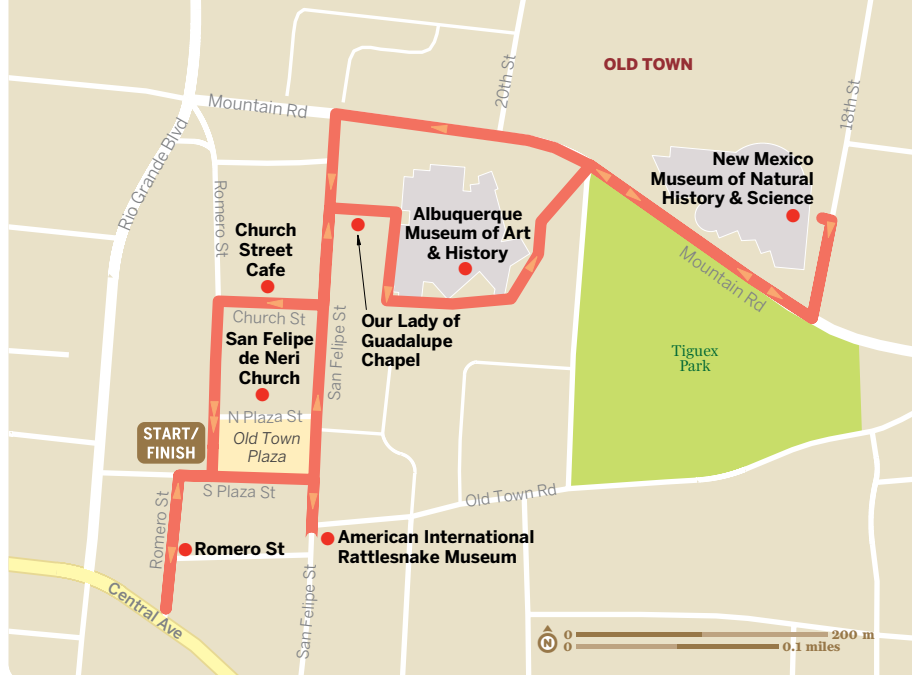 OLD TOWN
20th St
18th St
Mountain Rd
Rio Grande Blvd
Romero St
New Mexico
Museum of Natural
History & Science
Albuquerque
Museum of Art
& History
Church
Street
Cafe
Mountain Rd
Church St
San Felipe St
Our Lady of
Guadalupe
Chapel
San Felipe
de Neri
Church
Tiguex
Park
N Plaza St
START/
FINISH
Old Town
Plaza
S Plaza St
Old Town Rd
Romero St
Romero St
American International
Rattlesnake Museum
San Felipe St
Central Ave
N
0 200 m
0 0.1 miles